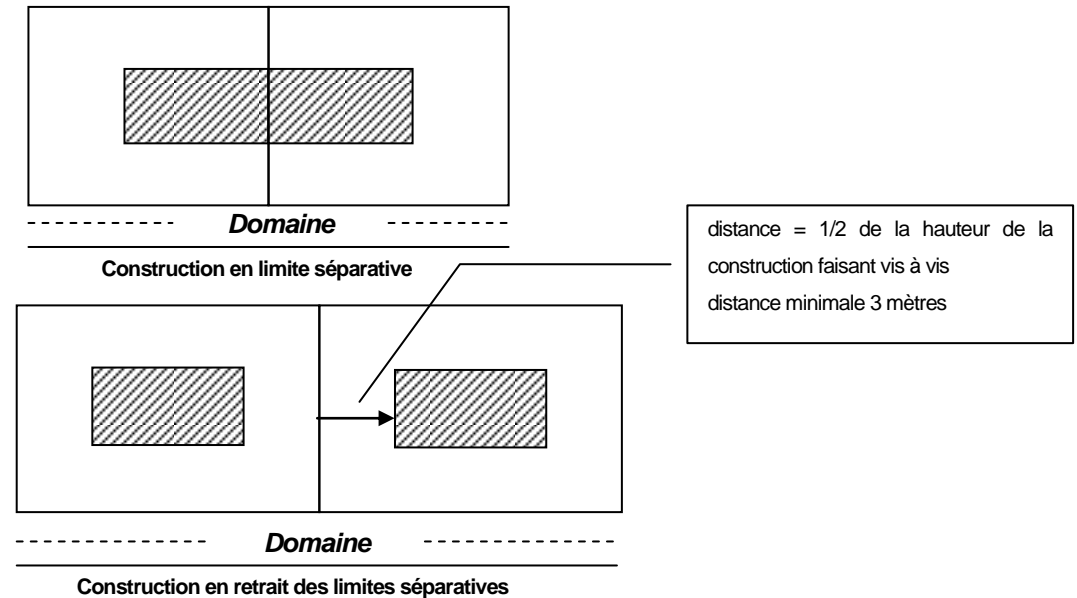 Domaine
Construction en limite séparative
distance = 1/2 de la hauteur de la
construction faisant vis à vis
distance minimale 3 mètres
Domaine
Construction en retrait des limites séparatives